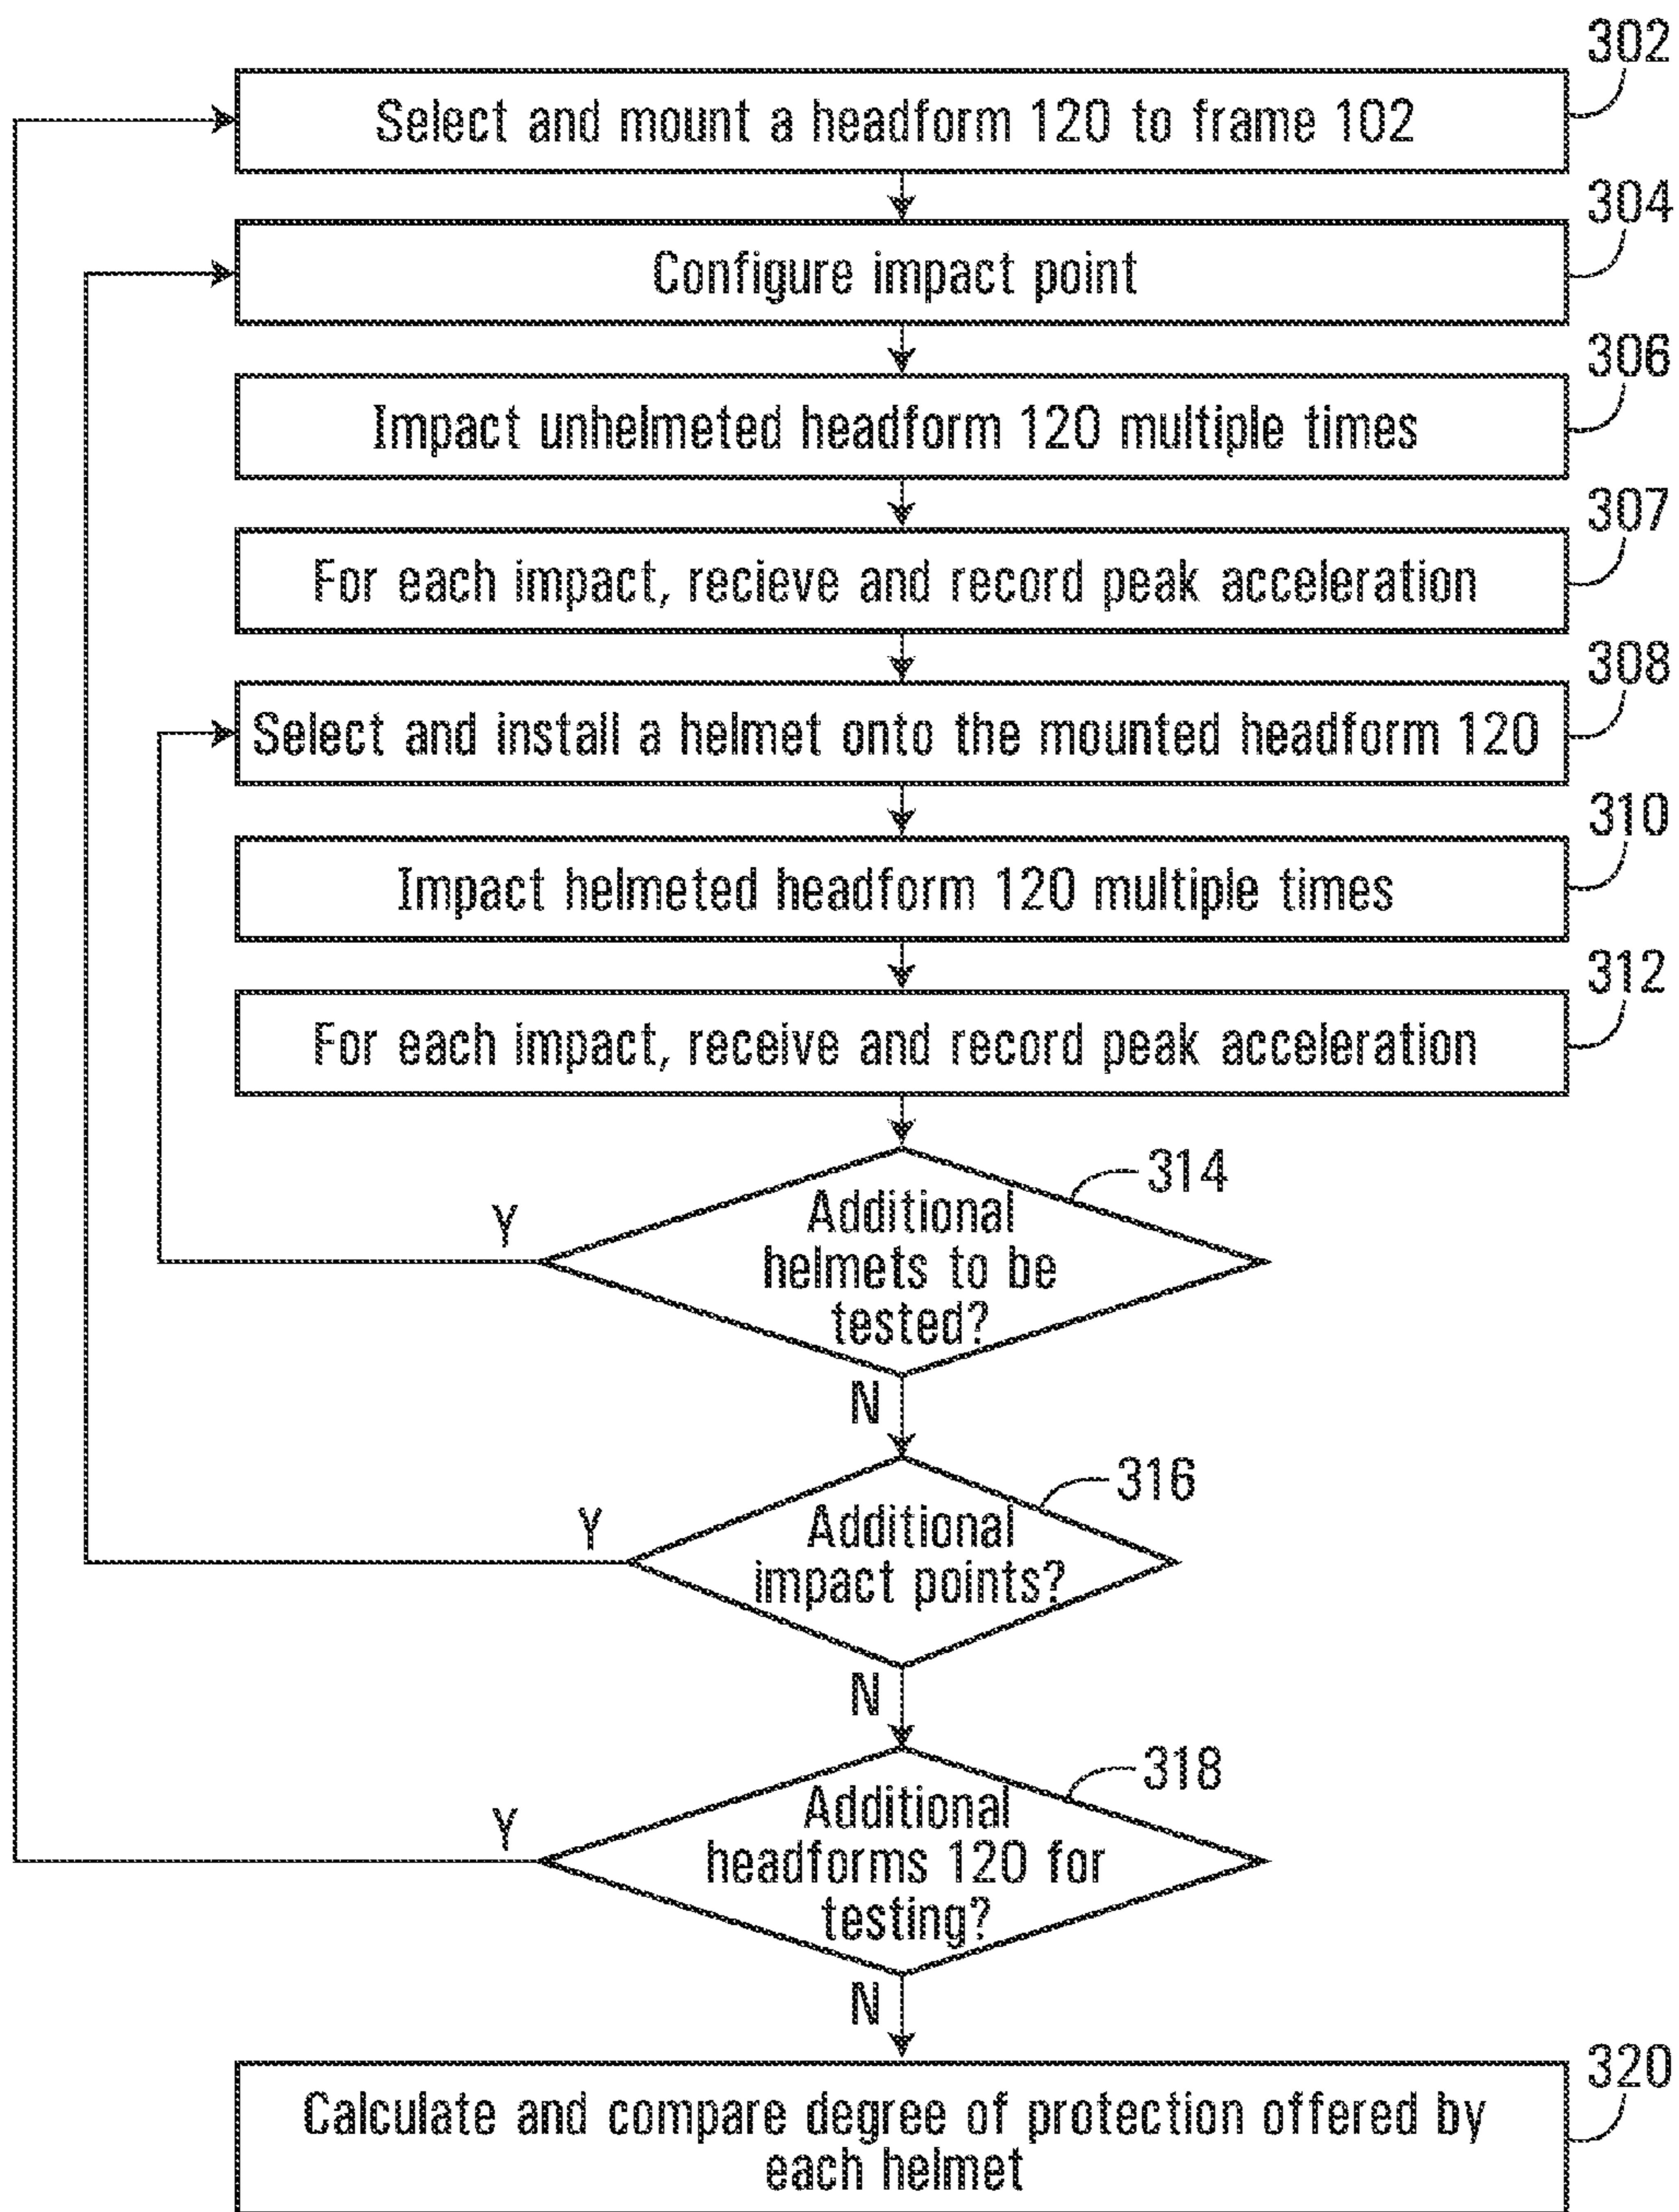 302
Select and mount a headform 120 to frame 102
304
Configure impact point
306
Impact unhelmeted headform 120 multiple times
307
For each impact, recieve and record peak acceleration
308
Select and install a helmet onto the mounted headform 120
310
Impact helmeted headform 120 multiple times
312
For each impact, receive and record peak acceleration
314
Y
Additional
helmets to be
tested?
N
316
Y
Additional
impact points?
N
318
Y
Additional
headforms 120 for
testing?
N
320
Calculate and compare degree of protection offered by
each helmet